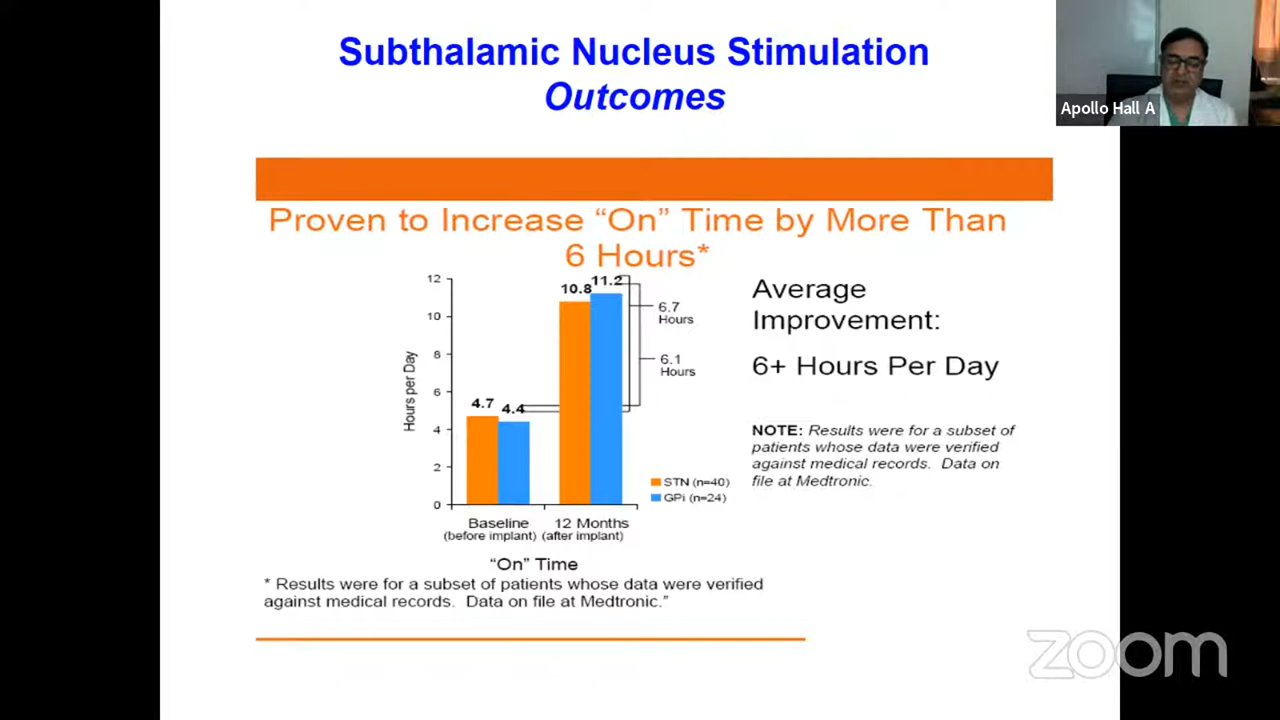 Subthalamic Nucleus Stimulation
Outcomes
Apollo Hall A
Proven to Increase “On” Time by More Than
6 Hours*
12
10
8
6
4
2
0
Hours per Day
4.7
4.4
10.8
11.2
6.7
Hours
6.1
Hours
STN (n=40)
GPi (n=24)
Baseline
(before implant)
12 Months
(after implant)
“On” Time
Average
Improvement:
6+ Hours Per Day
NOTE: Results were for a subset of
patients whose data were verified
against medical records. Data on
file at Medtronic.
* Results were for a subset of patients whose data were verified
against medical records. Data on file at Medtronic.”
zoom